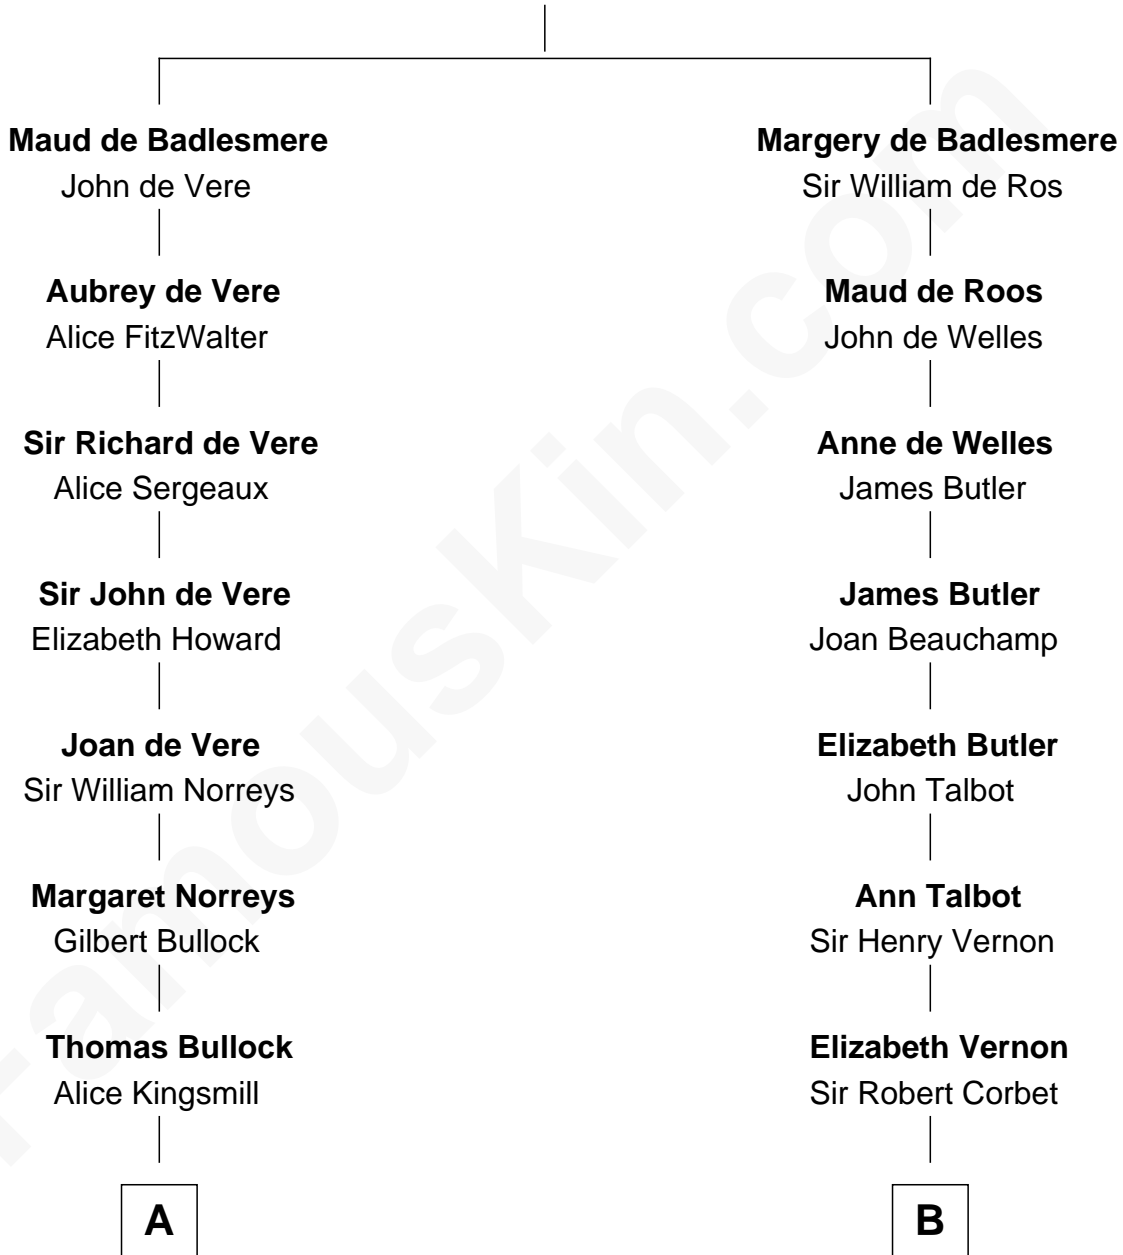 Maud de Badlesmere
John de Vere
Aubrey de Vere
Alice FitzWalter
Sir Richard de Vere
Alice Sergeaux
Sir John de Vere
Elizabeth Howard
Joan de Vere
Sir William Norreys
Margaret Norreys
Gilbert Bullock
Thomas Bullock
Alice Kingsmill
A
Margery de Badlesmere
Sir William de Ros
Maud de Roos
John de Welles
Anne de Welles
James Butler
James Butler
Joan Beauchamp
Elizabeth Butler
John Talbot
Ann Talbot
Sir Henry Vernon
Elizabeth Vernon
Sir Robert Corbet
B
FamousKin.com